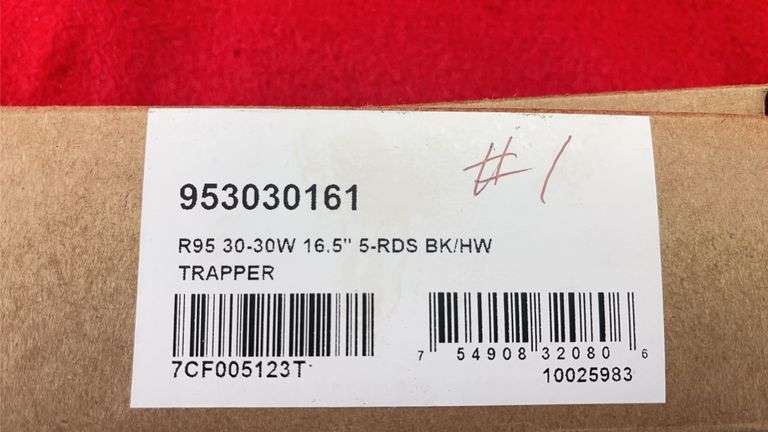 #1
953030161
R95 30-30W 16.5" 5-RDS BK/HW
TRAPPER
7CF005123T
7 54908 32080 6
10025983